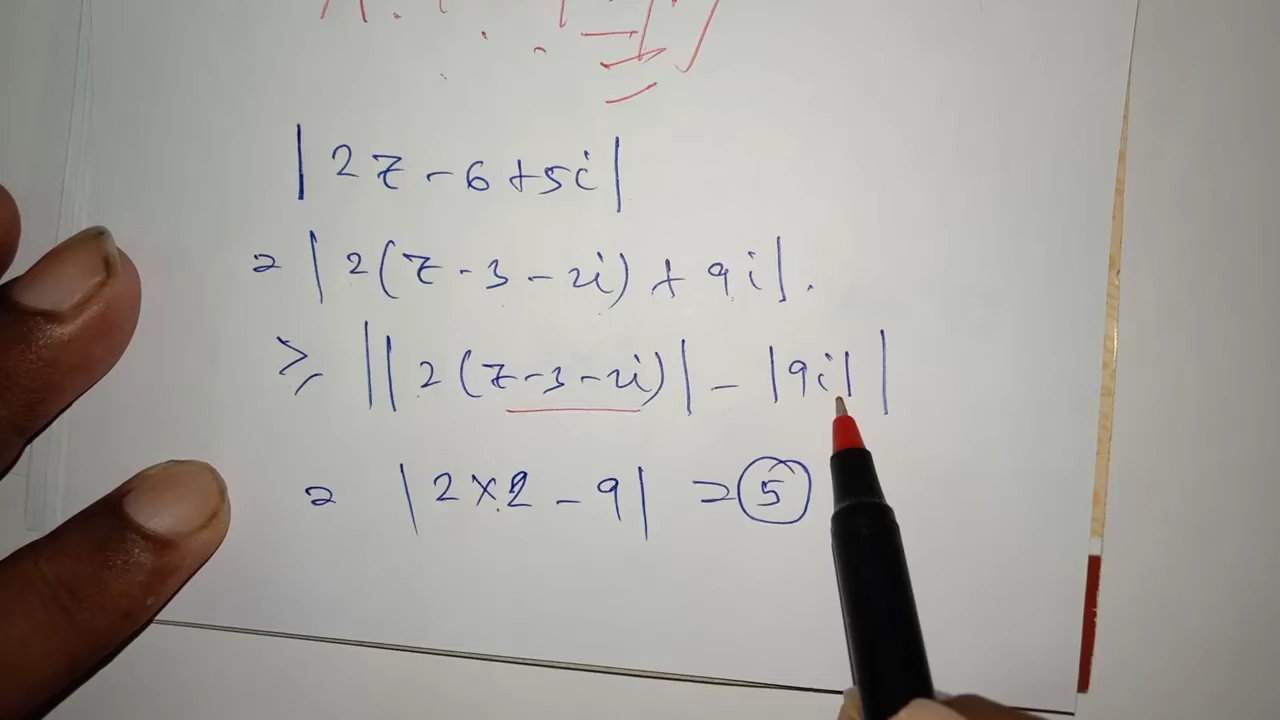 |2z-6+5i|
= |2(z-3-2i)+9i|.
≥ ||2(z-3-2i)|-|9i||
= |2×2-9| = 5